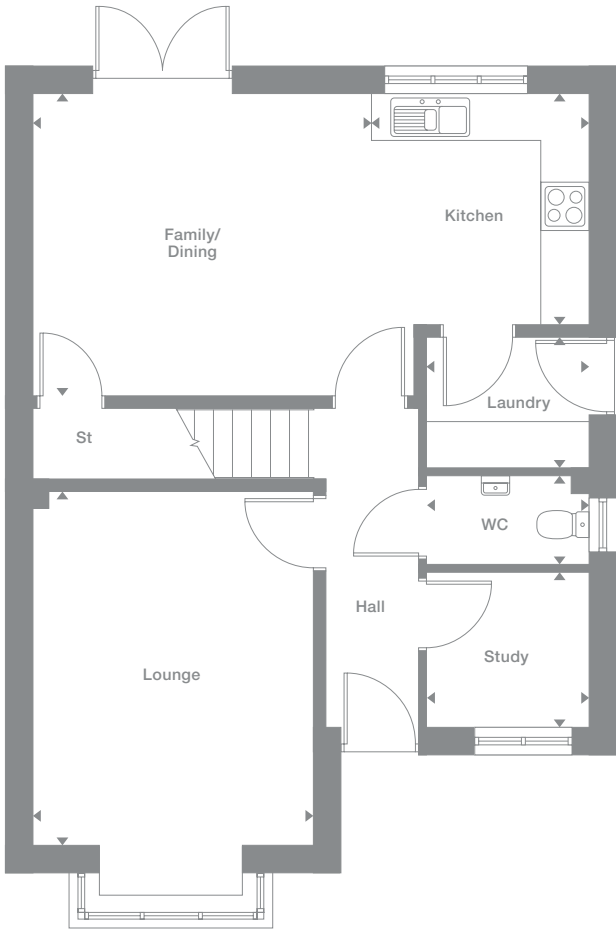 Family/
Dining
Kitchen
Laundry
St
WC
Hall
Study
Lounge